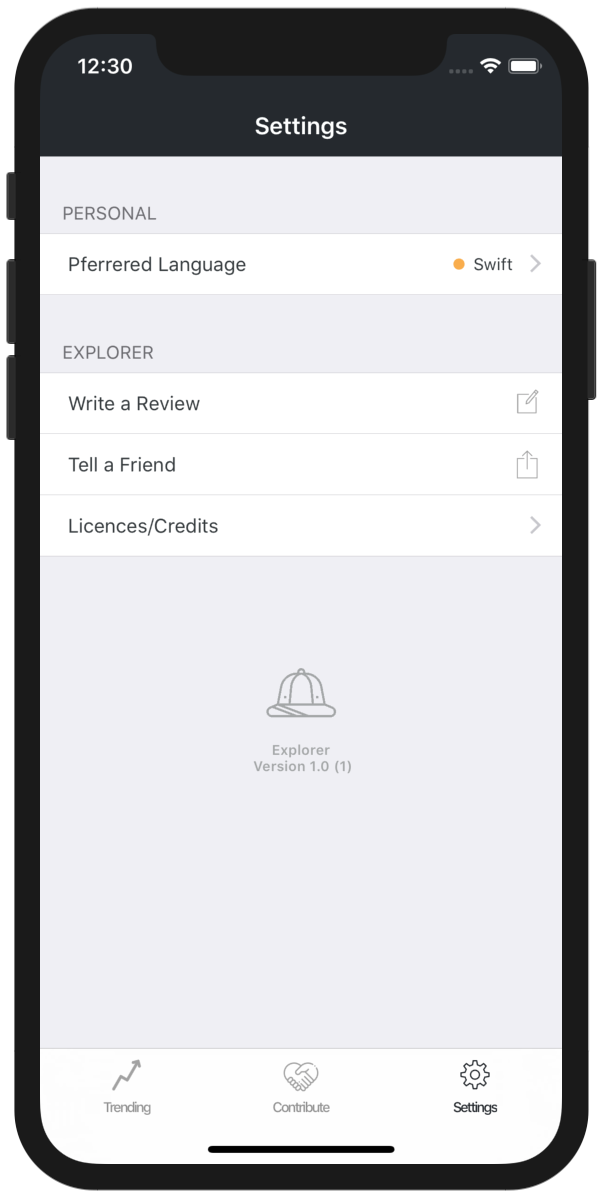 12:30
Settings
PERSONAL
Pferrered Language
Swift
EXPLORER
Write a Review
Tell a Friend
Licences/Credits
Explorer
Version 1.0 (1)
Trending
Contribute
Settings